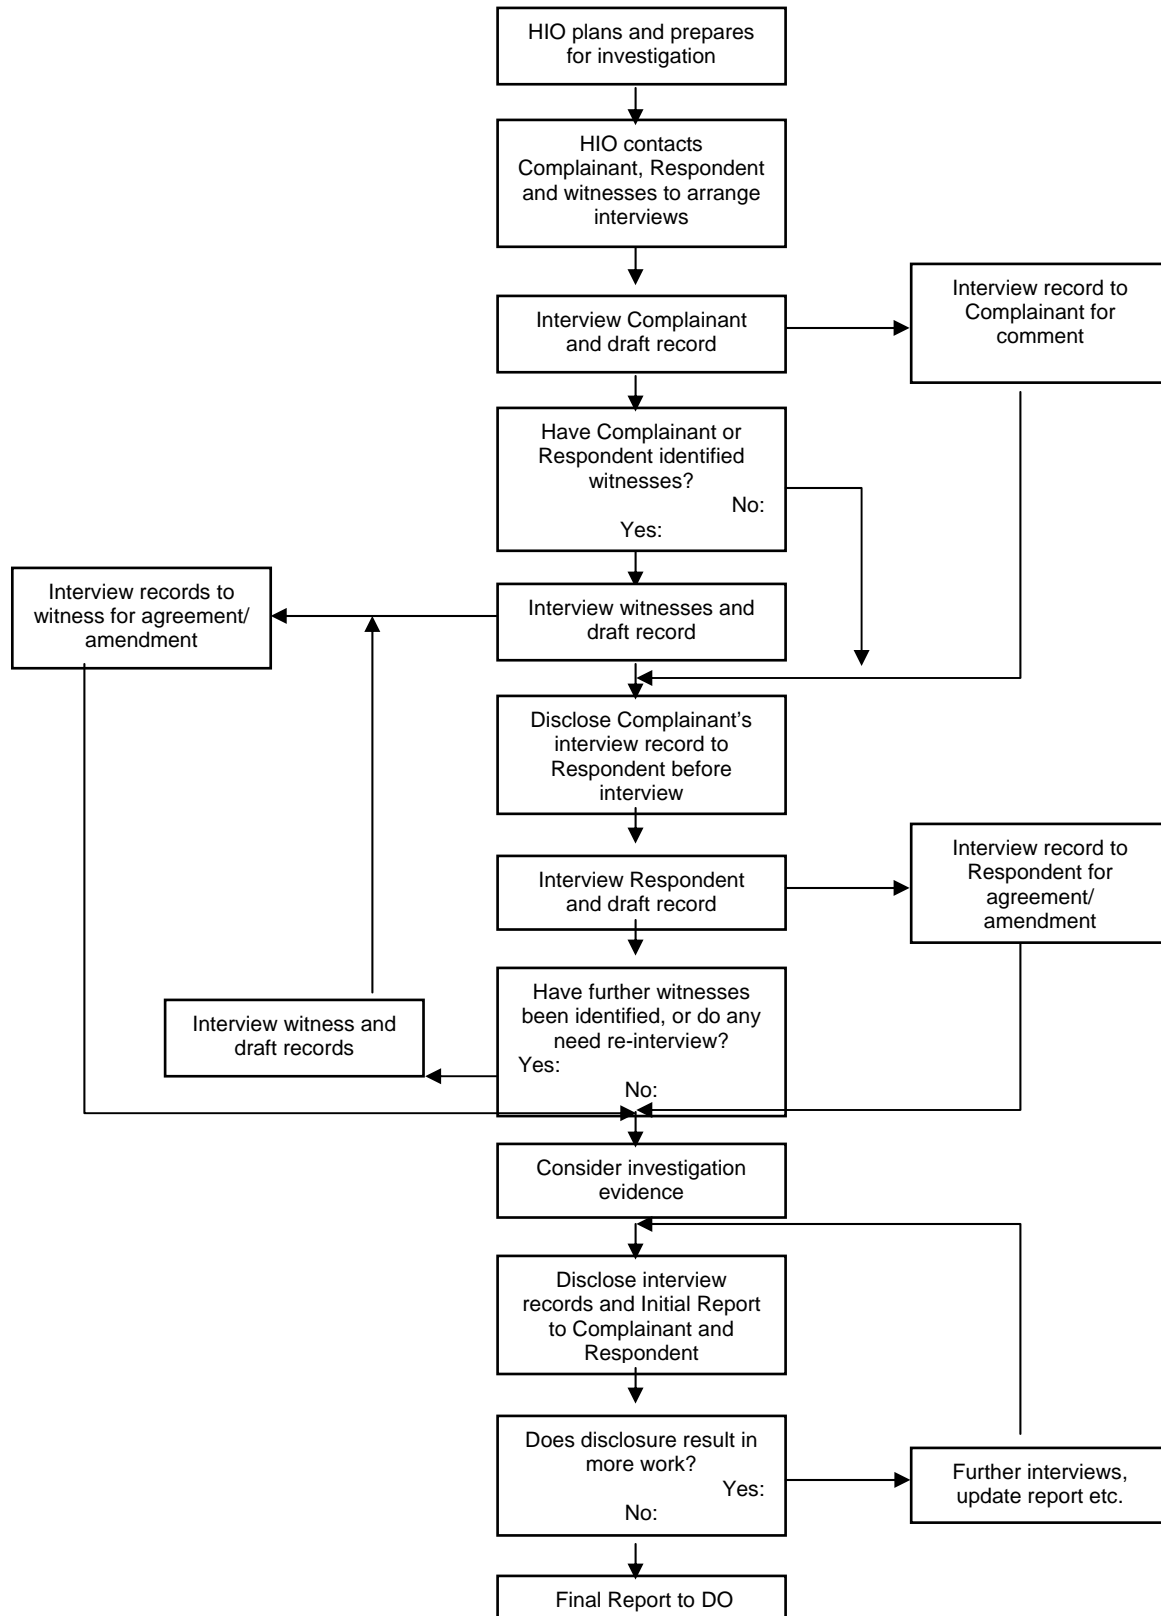 HIO plans and prepares
for investigation
HIO contacts
Complainant, Respondent
and witnesses to arrange
interviews
Interview Complainant
and draft record
Interview record to
Complainant for
comment
Have Complainant or
Respondent identified
witnesses?
No:
Yes:
Interview records to
witness for agreement/
amendment
Interview witnesses and
draft record
Disclose Complainant’s
interview record to
Respondent before
interview
Interview Respondent
and draft record
Interview record to
Respondent for
agreement/
amendment
Have further witnesses
been identified, or do any
need re-interview?
Yes:
No:
Interview witness and
draft records
Consider investigation
evidence
Disclose interview
records and Initial Report
to Complainant and
Respondent
Does disclosure result in
more work?
Yes:
No:
Further interviews,
update report etc.
Final Report to DO